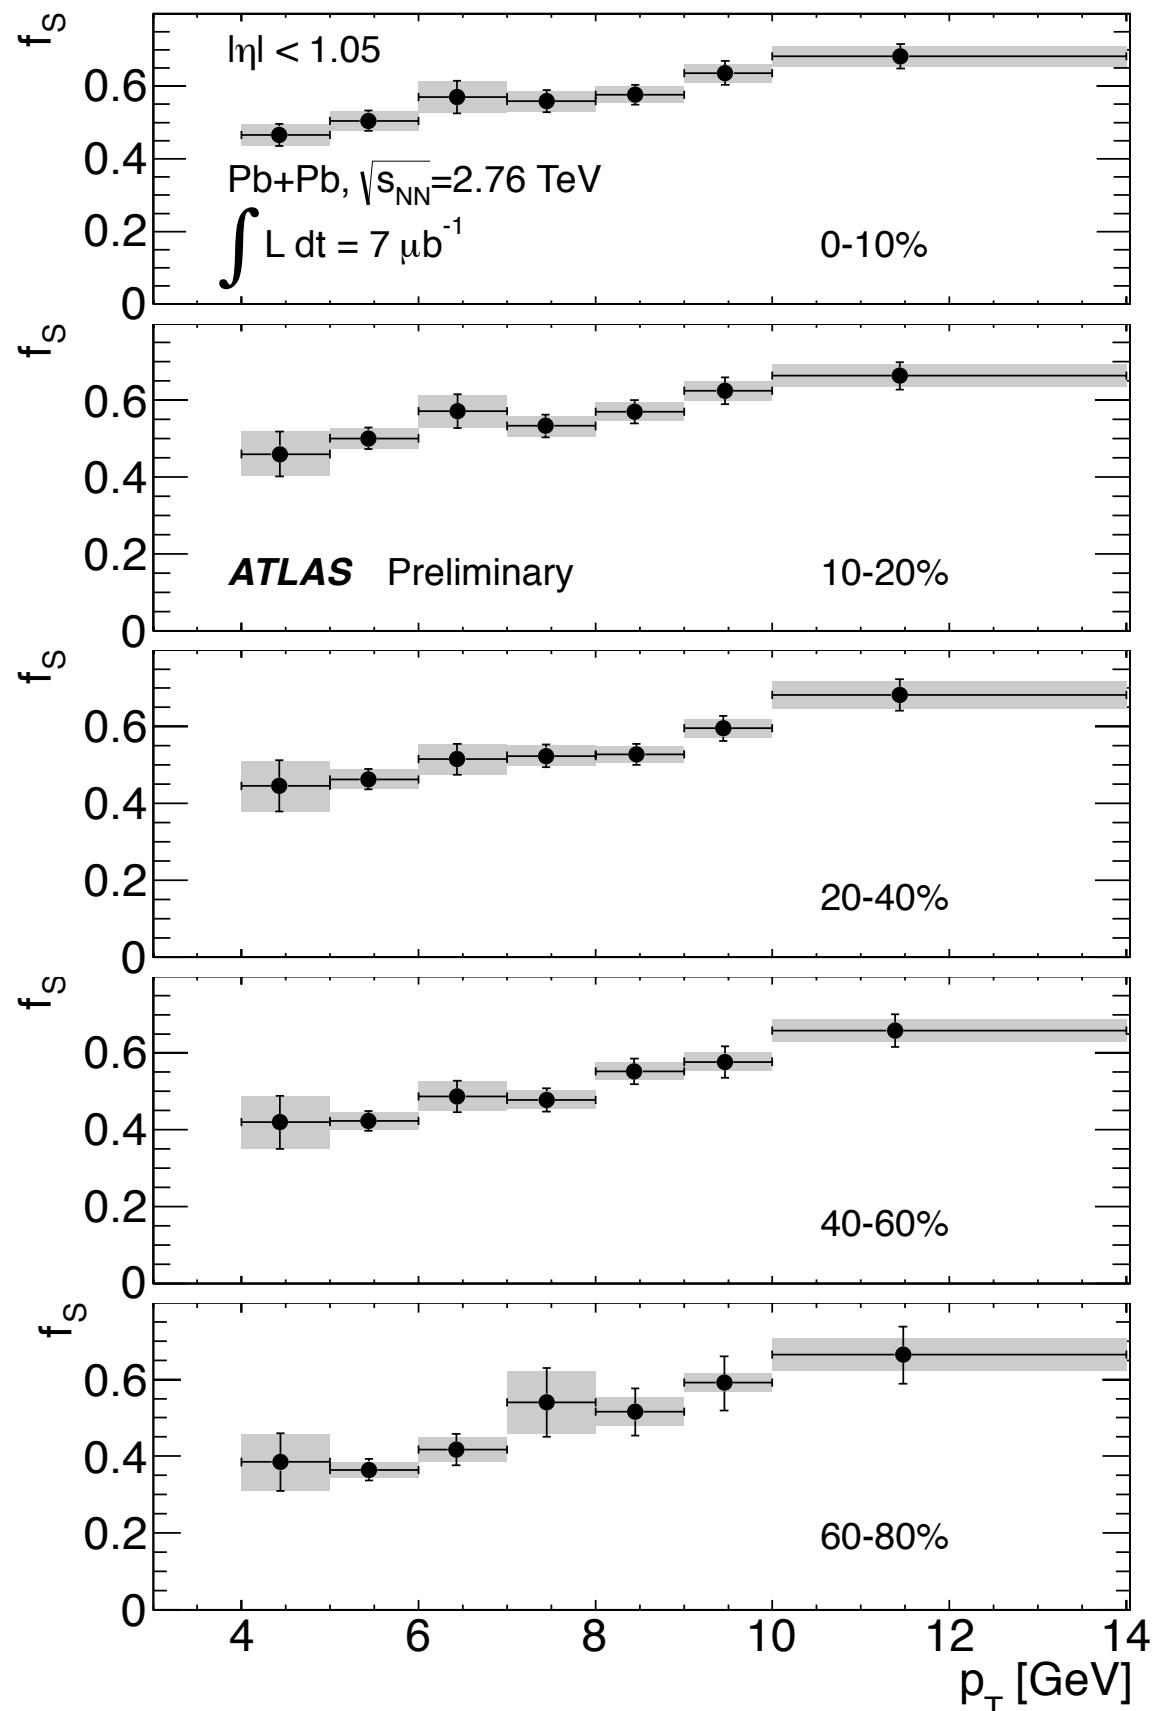 f_S
|η| < 1.05
0.6
0.4
Pb+Pb, √s_NN=2.76 TeV
0.2
∫ L dt = 7 μb^-1
0-10%
0
f_S
0.6
0.4
0.2
ATLAS Preliminary
10-20%
0
f_S
0.6
0.4
0.2
20-40%
0
f_S
0.6
0.4
0.2
40-60%
0
f_S
0.6
0.4
0.2
60-80%
0
4 6 8 10 12 14
p_T [GeV]